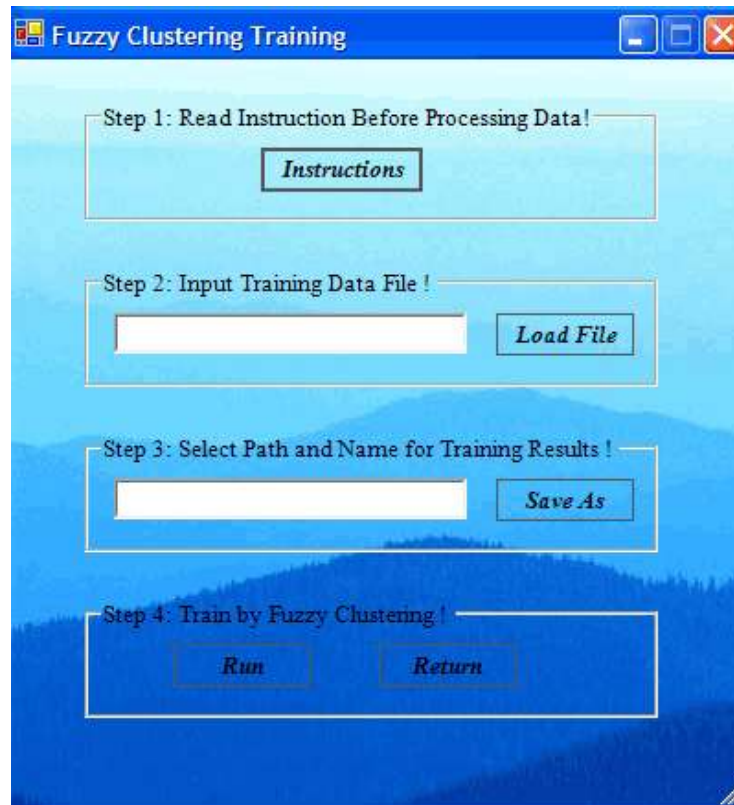 Fuzzy Clustering Training
Step 1: Read Instruction Before Processing Data!
Instructions
Step 2: Input Training Data File !
Load File
Step 3: Select Path and Name for Training Results !
Save As
Step 4: Train by Fuzzy Clustering !
Run Return